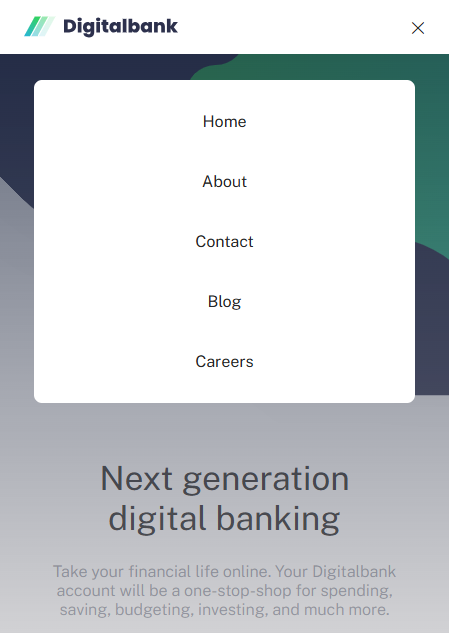 Digitalbank
Home
About
Contact
Blog
Careers
Next generation
digital banking
Take your financial life online. Your Digitalbank
account will be a one-stop-shop for spending,
saving, budgeting, investing, and much more.